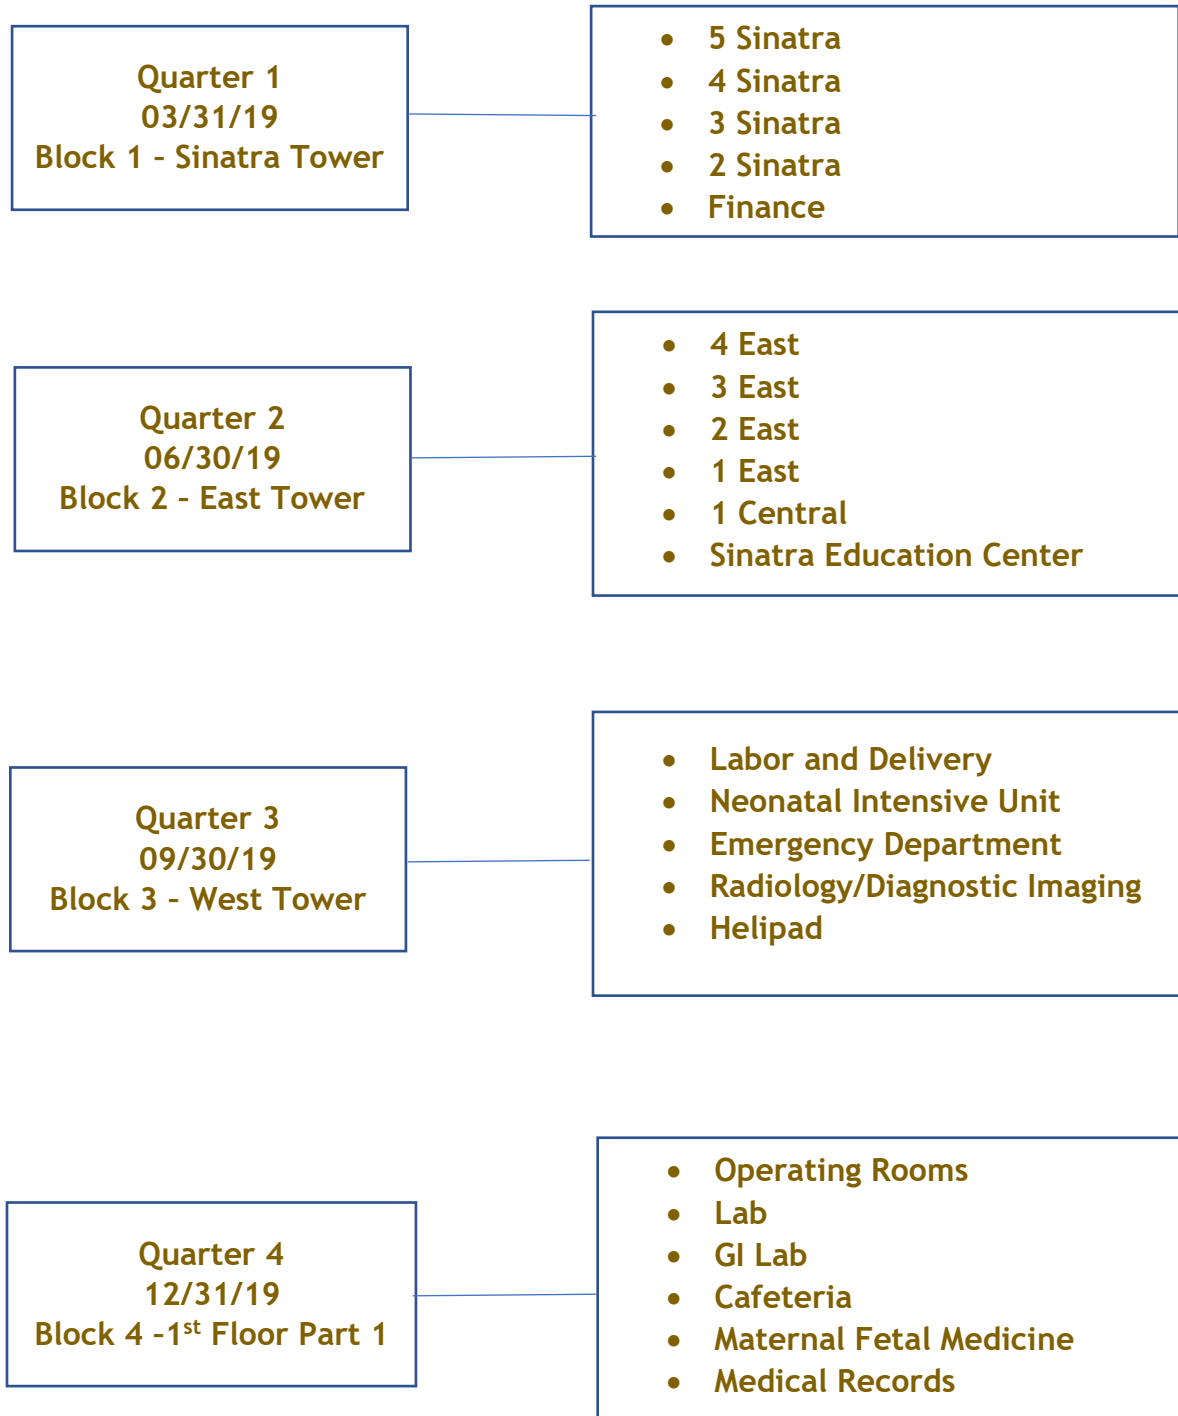 Quarter 1
03/31/19
Block 1 – Sinatra Tower
• 5 Sinatra
• 4 Sinatra
• 3 Sinatra
• 2 Sinatra
• Finance
Quarter 2
06/30/19
Block 2 – East Tower
• 4 East
• 3 East
• 2 East
• 1 East
• 1 Central
• Sinatra Education Center
Quarter 3
09/30/19
Block 3 – West Tower
• Labor and Delivery
• Neonatal Intensive Unit
• Emergency Department
• Radiology/Diagnostic Imaging
• Helipad
Quarter 4
12/31/19
Block 4 –1st Floor Part 1
• Operating Rooms
• Lab
• GI Lab
• Cafeteria
• Maternal Fetal Medicine
• Medical Records